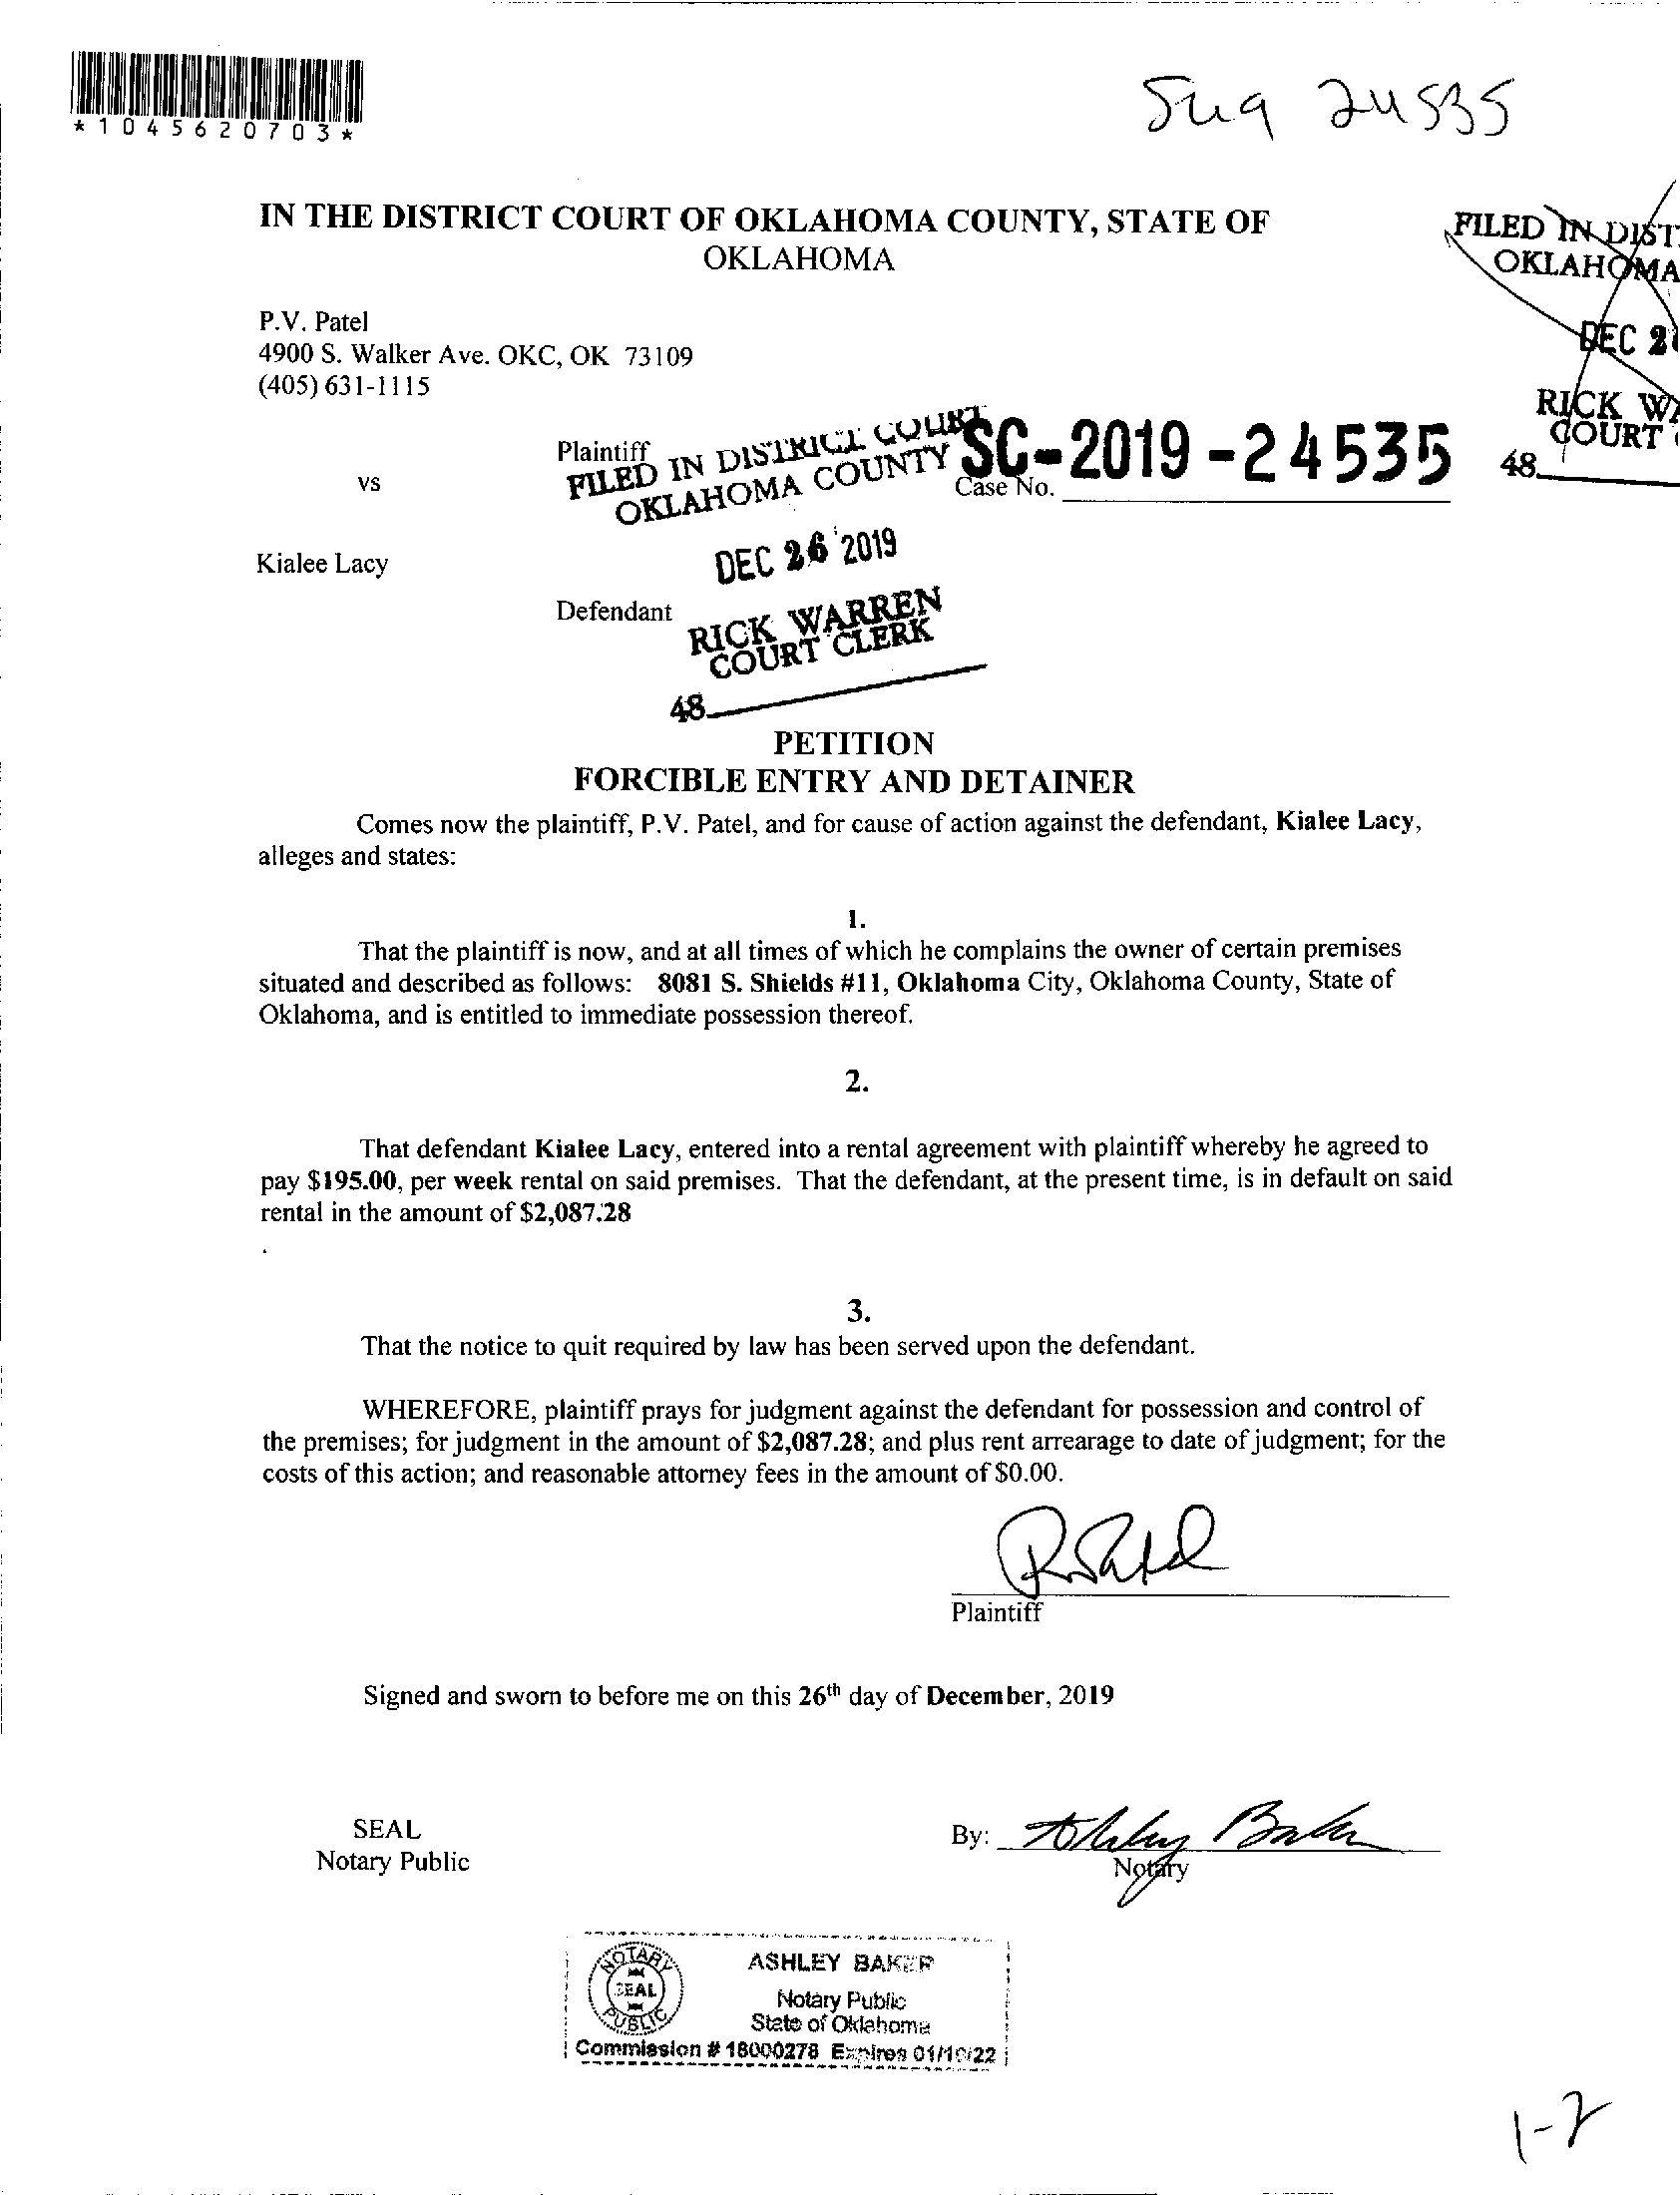 *1045620703*
24535
IN THE DISTRICT COURT OF OKLAHOMA COUNTY, STATE OF
OKLAHOMA
FILED IN DIST
OKLAHOMA
DEC 2
RICK WA
COURT
48
P.V. Patel
4900 S. Walker Ave. OKC, OK 73109
(405) 631-1115
Plaintiff
vs
FILED IN DISTRICT COURT
OKLAHOMA COUNTY
SC-2019-24535
Case No.
DEC 26 2019
Kialee Lacy
Defendant
RICK WARREN
COURT CLERK
48
PETITION
FORCIBLE ENTRY AND DETAINER
Comes now the plaintiff, P.V. Patel, and for cause of action against the defendant, Kialee Lacy,
alleges and states:
1.
That the plaintiff is now, and at all times of which he complains the owner of certain premises
situated and described as follows: 8081 S. Shields #11, Oklahoma City, Oklahoma County, State of
Oklahoma, and is entitled to immediate possession thereof.
2.
That defendant Kialee Lacy, entered into a rental agreement with plaintiff whereby he agreed to
pay $195.00, per week rental on said premises. That the defendant, at the present time, is in default on said
rental in the amount of $2,087.28
.
3.
That the notice to quit required by law has been served upon the defendant.
WHEREFORE, plaintiff prays for judgment against the defendant for possession and control of
the premises; for judgment in the amount of $2,087.28; and plus rent arrearage to date of judgment; for the
costs of this action; and reasonable attorney fees in the amount of $0.00.
Plaintiff
Signed and sworn to before me on this 26th day of December, 2019
SEAL
Notary Public
By: Ashley Baker
Notary
NOTARY
SEAL
PUBLIC
ASHLEY BAKER
Notary Public
State of Oklahoma
Commission # 18000278 Expires 01/10/22
1-2